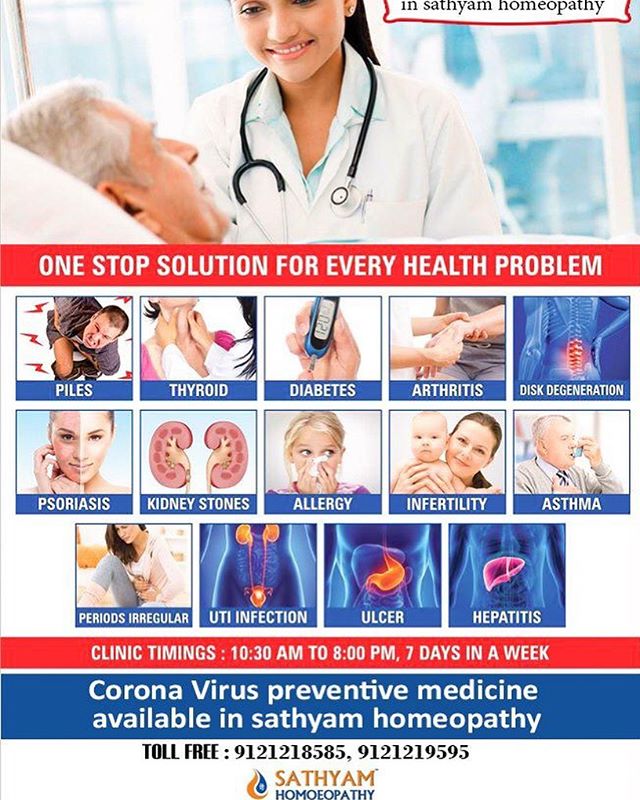 in sathyam homeopathy
ONE STOP SOLUTION FOR EVERY HEALTH PROBLEM
PILES
THYROID
DIABETES
ARTHRITIS
DISK DEGENERATION
PSORIASIS
KIDNEY STONES
ALLERGY
INFERTILITY
ASTHMA
PERIODS IRREGULAR
UTI INFECTION
ULCER
HEPATITIS
CLINIC TIMINGS : 10:30 AM TO 8:00 PM, 7 DAYS IN A WEEK
Corona Virus preventive medicine
available in sathyam homeopathy
TOLL FREE : 9121218585, 9121219595
SATHYAM
HOMOEOPATHY